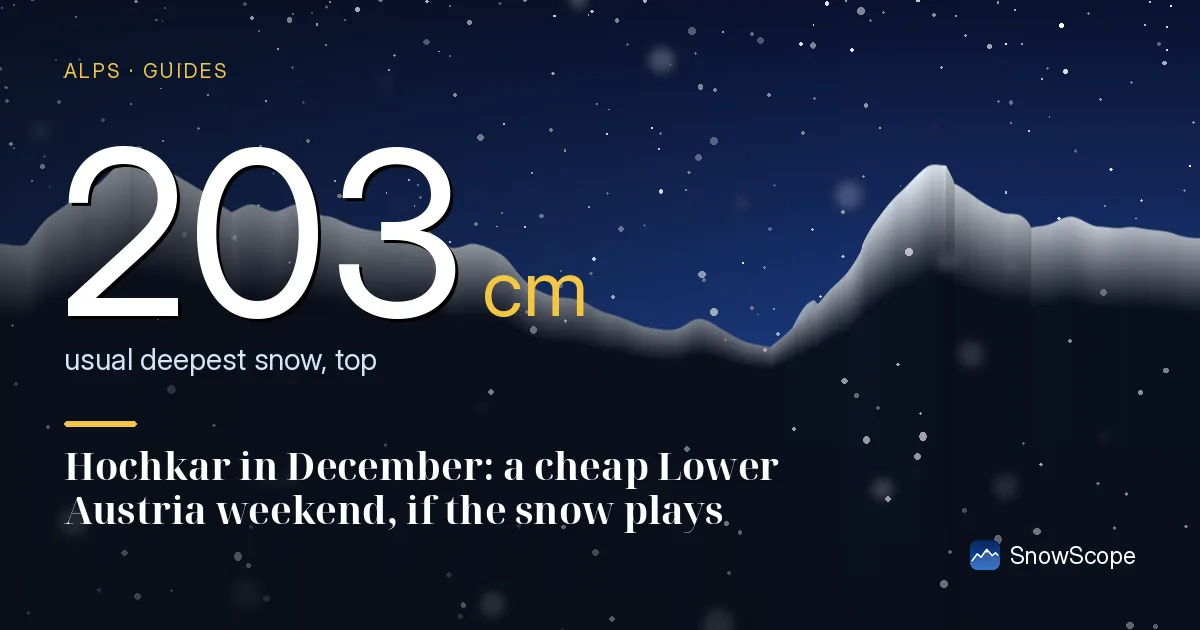 ALPS · GUIDES
203 cm
usual deepest snow, top
Hochkar in December: a cheap Lower
Austria weekend, if the snow plays
SnowScope